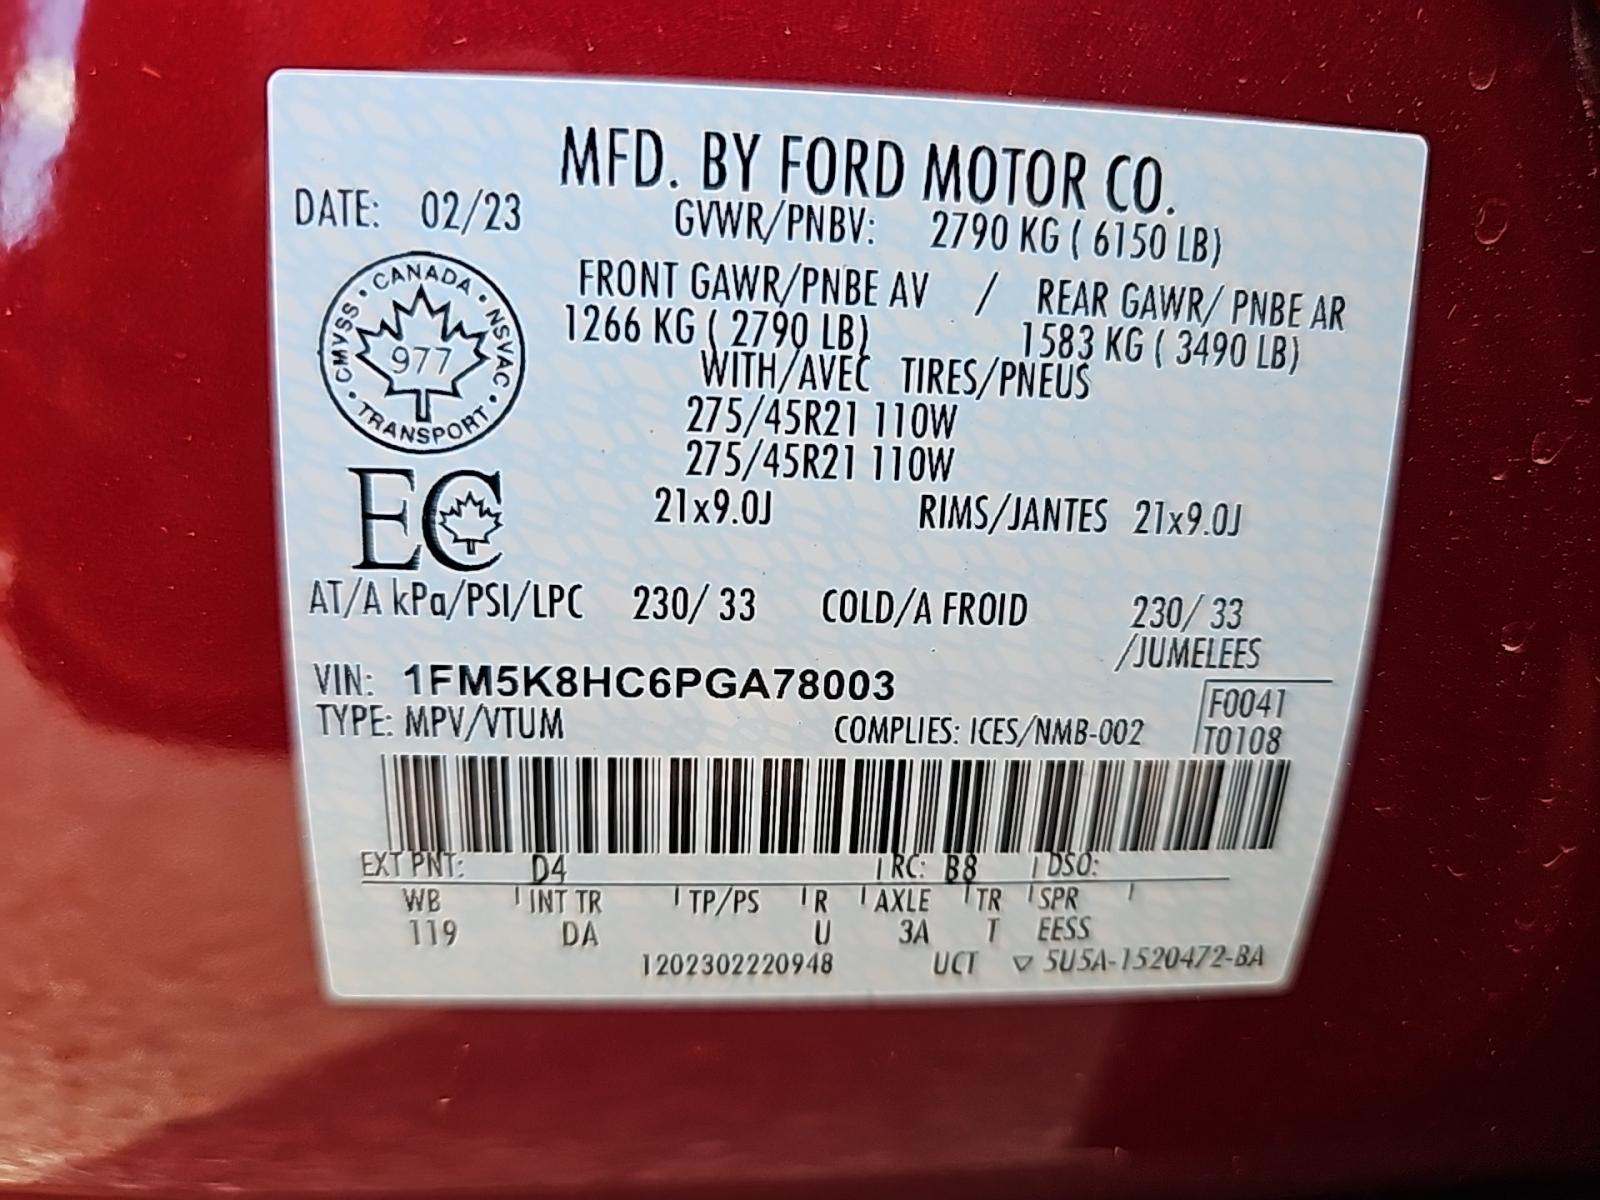 MFD. BY FORD MOTOR CO.
DATE: 02/23
GVWR/PNBV: 2790 KG ( 6150 LB)
FRONT GAWR/PNBE AV / REAR GAWR/ PNBE AR
1266 KG ( 2790 LB) 1583 KG ( 3490 LB)
WITH/AVEC TIRES/PNEUS
275/45R21 110W
275/45R21 110W
21x9.0J RIMS/JANTES 21x9.0J
CMVSS • CANADA • NSVAC • TRANSPORT •
977
EC
AT/A kPa/PSI/LPC 230/ 33 COLD/A FROID 230/ 33
/JUMELEES
VIN: 1FM5K8HC6PGA78003
TYPE: MPV/VTUM COMPLIES: ICES/NMB-002
F0041
T0108
EXT PNT: D4 RC: B8 DSO:
WB INT TR TP/PS R AXLE TR SPR
119 DA U 3A T EESS
1202302220948 UCT ▽ 5U5A-1520472-BA